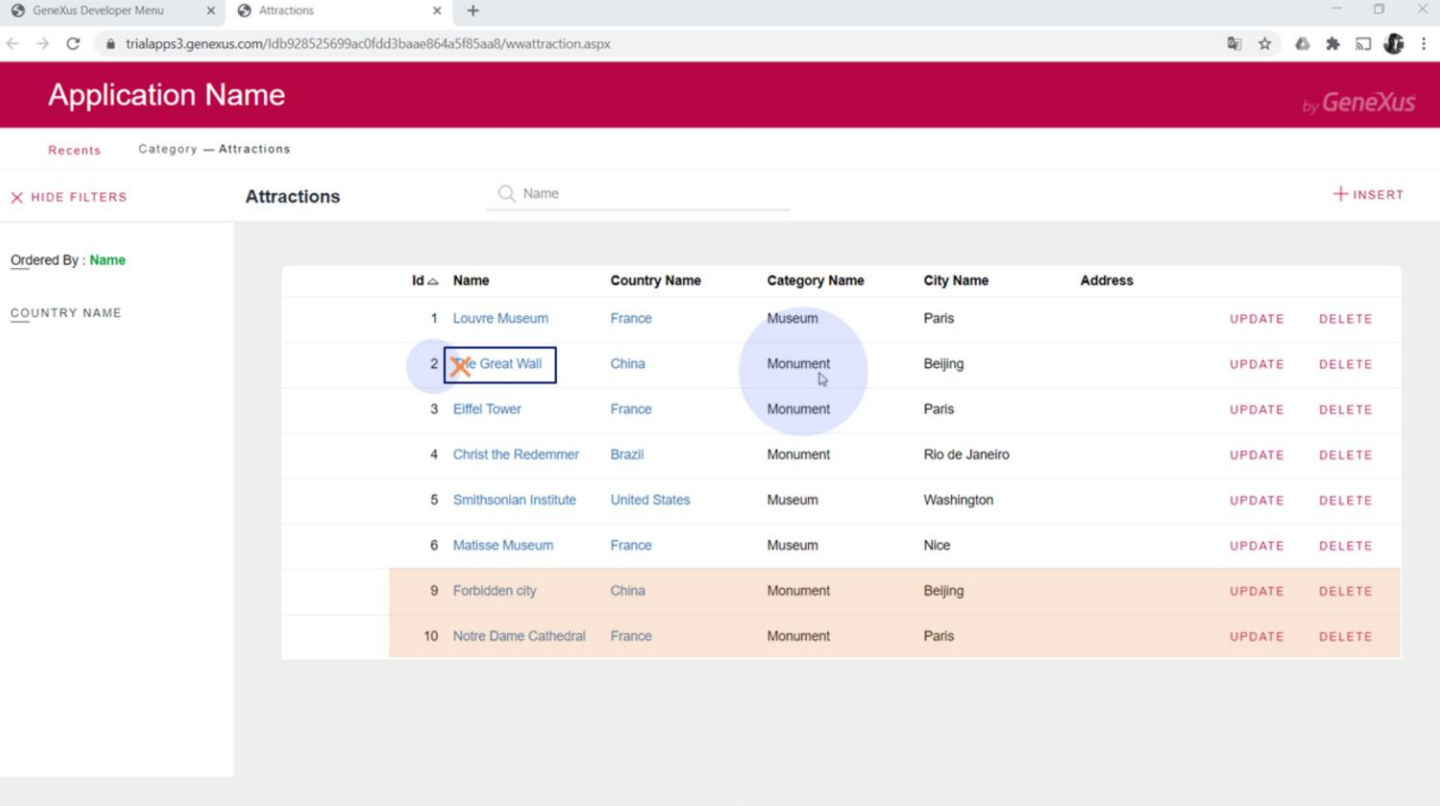 GeneXus Developer Menu
Attractions
trialapps3.genexus.com/Idb928525699ac0fdd3baae864a5f85aa8/wwattraction.aspx
Application Name
by GeneXus
Recents Category — Attractions
HIDE FILTERS
Attractions
Name
INSERT
Ordered By : Name
COUNTRY NAME
Id Name Country Name Category Name City Name Address
1 Louvre Museum France Museum Paris UPDATE DELETE
2 Great Wall China Monument Beijing UPDATE DELETE
3 Eiffel Tower France Monument Paris UPDATE DELETE
4 Christ the Redemmer Brazil Monument Rio de Janeiro UPDATE DELETE
5 Smithsonian Institute United States Museum Washington UPDATE DELETE
6 Matisse Museum France Museum Nice UPDATE DELETE
9 Forbidden city China Monument Beijing UPDATE DELETE
10 Notre Dame Cathedral France Monument Paris UPDATE DELETE